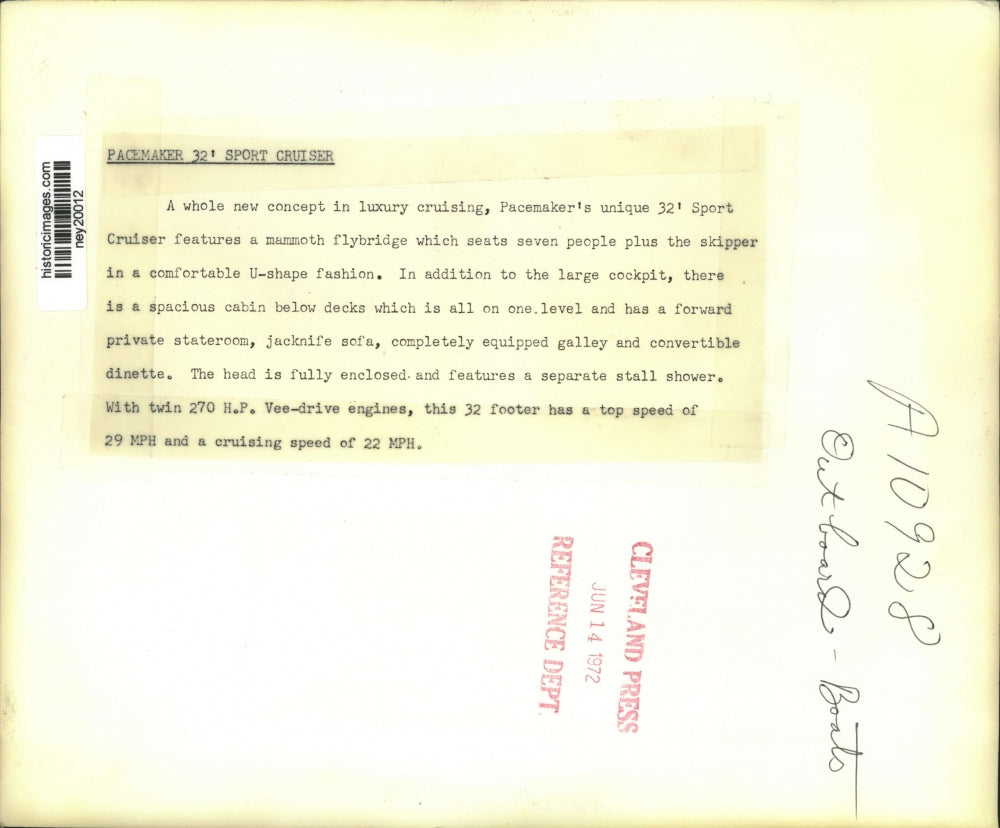 PACEMAKER 32' SPORT CRUISER
A whole new concept in luxury cruising, Pacemaker's unique 32' Sport
Cruiser features a mammoth flybridge which seats seven people plus the skipper
in a comfortable U-shape fashion. In addition to the large cockpit, there
is a spacious cabin below decks which is all on one.level and has a forward
private stateroom, jacknife sofa, completely equipped galley and convertible
dinette. The head is fully enclosed and features a separate stall shower.
With twin 270 H.P. Vee-drive engines, this 32 footer has a top speed of
29 MPH and a cruising speed of 22 MPH.
historicimages.com
ney20012
CLEVELAND PRESS
JUN 14 1972
REFERENCE DEPT.
A10928
Outboard - Boats